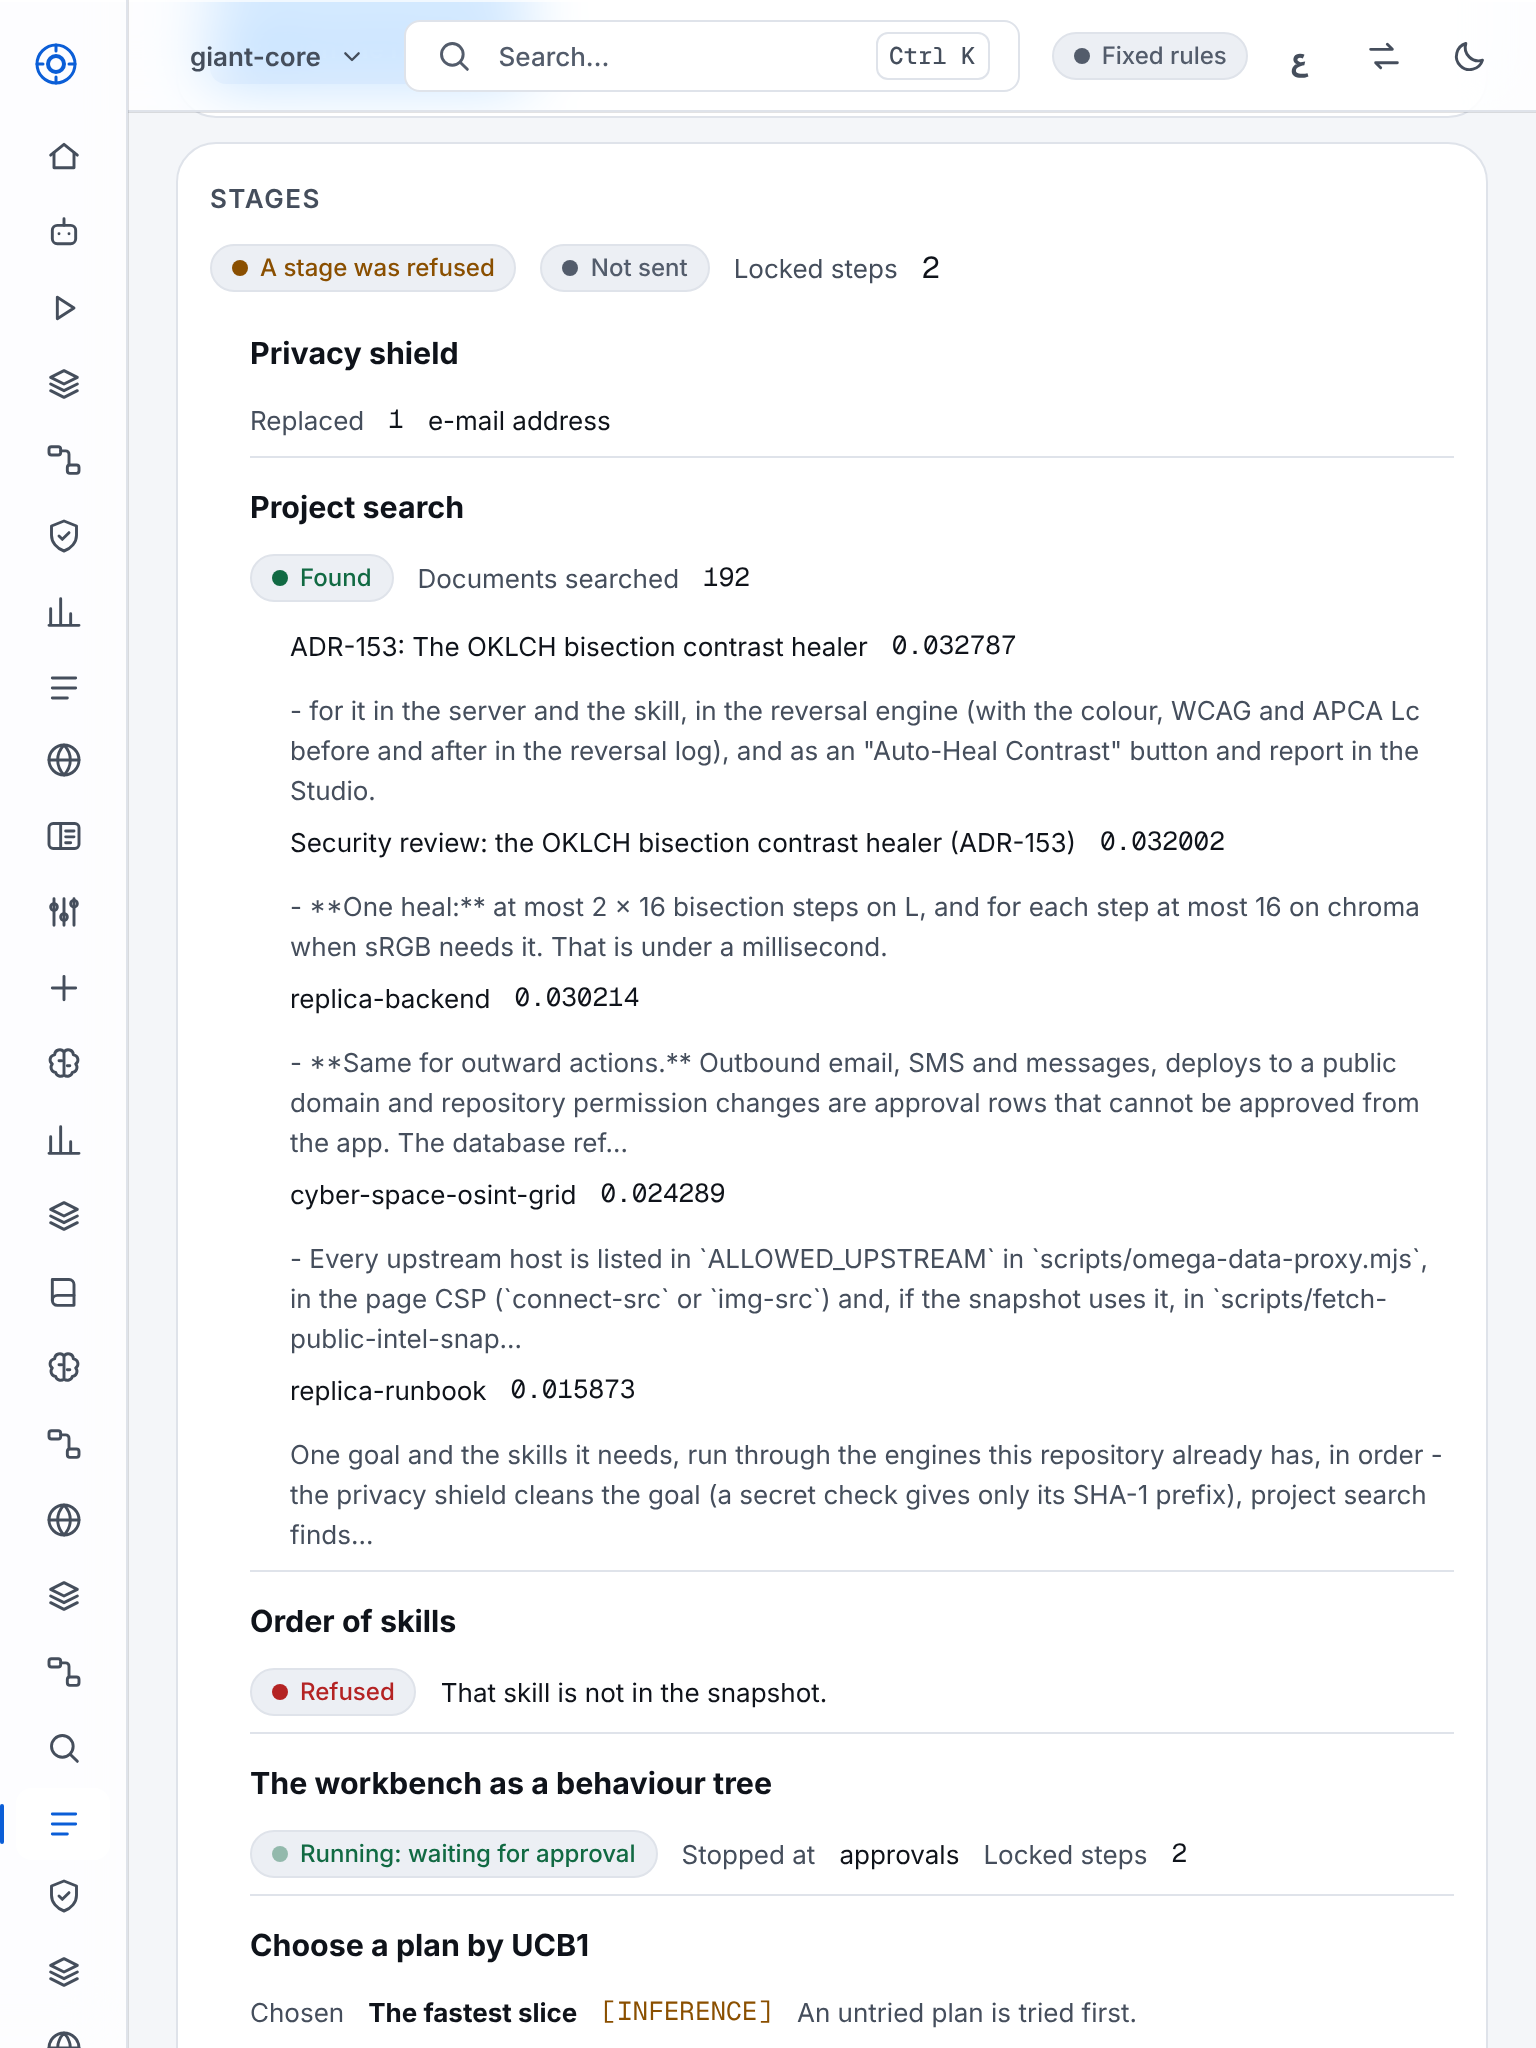 giant-core
Search...
Ctrl K
Fixed rules
ع
STAGES
A stage was refused
Not sent
Locked steps 2
Privacy shield
Replaced 1 e-mail address
Project search
Found
Documents searched 192
ADR-153: The OKLCH bisection contrast healer 0.032787
- for it in the server and the skill, in the reversal engine (with the colour, WCAG and APCA Lc
before and after in the reversal log), and as an "Auto-Heal Contrast" button and report in the
Studio.
Security review: the OKLCH bisection contrast healer (ADR-153) 0.032002
- **One heal:** at most 2 × 16 bisection steps on L, and for each step at most 16 on chroma
when sRGB needs it. That is under a millisecond.
replica-backend 0.030214
- **Same for outward actions.** Outbound email, SMS and messages, deploys to a public
domain and repository permission changes are approval rows that cannot be approved from
the app. The database ref...
cyber-space-osint-grid 0.024289
- Every upstream host is listed in `ALLOWED_UPSTREAM` in `scripts/omega-data-proxy.mjs`,
in the page CSP (`connect-src` or `img-src`) and, if the snapshot uses it, in `scripts/fetch-
public-intel-snap...
replica-runbook 0.015873
One goal and the skills it needs, run through the engines this repository already has, in order -
the privacy shield cleans the goal (a secret check gives only its SHA-1 prefix), project search
finds...
Order of skills
Refused
That skill is not in the snapshot.
The workbench as a behaviour tree
Running: waiting for approval
Stopped at approvals Locked steps 2
Choose a plan by UCB1
Chosen The fastest slice [INFERENCE] An untried plan is tried first.